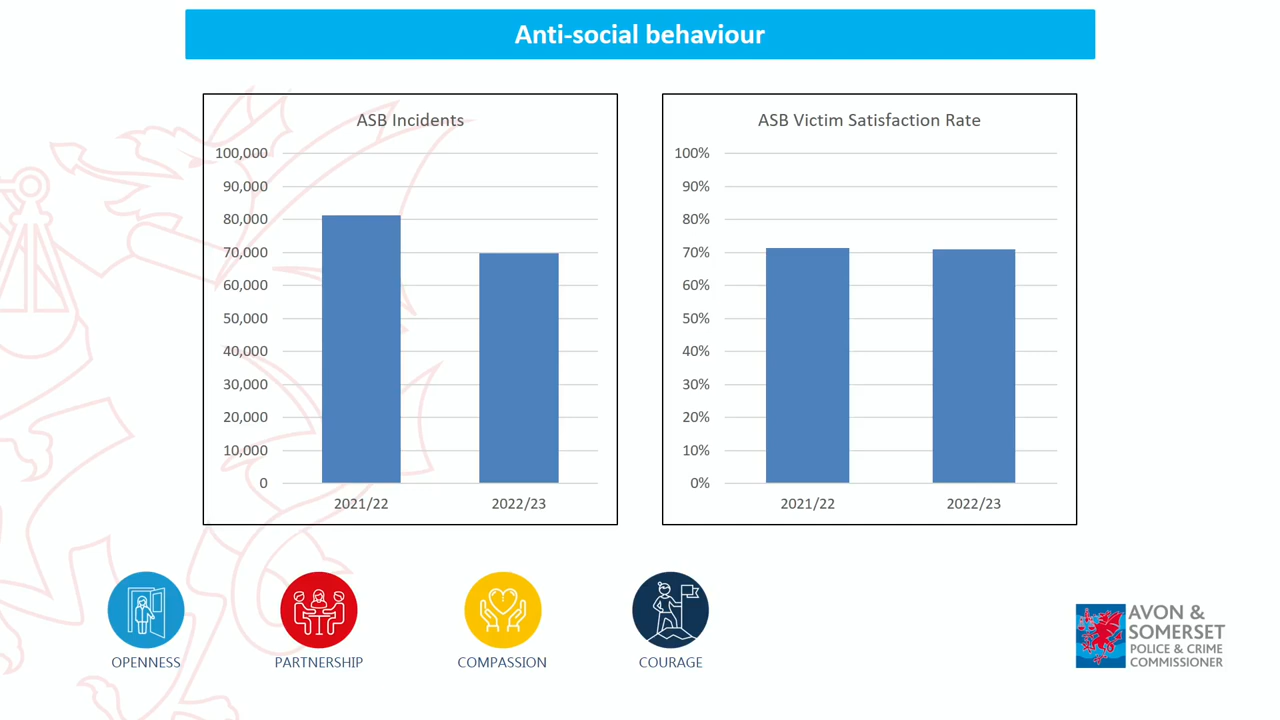 Anti-social behaviour
ASB Incidents
100,000
90,000
80,000
70,000
60,000
50,000
40,000
30,000
20,000
10,000
0
2021/22
2022/23
ASB Victim Satisfaction Rate
100%
90%
80%
70%
60%
50%
40%
30%
20%
10%
0%
2021/22
2022/23
OPENNESS
PARTNERSHIP
COMPASSION
COURAGE
AVON &
SOMERSET
POLICE & CRIME
COMMISSIONER